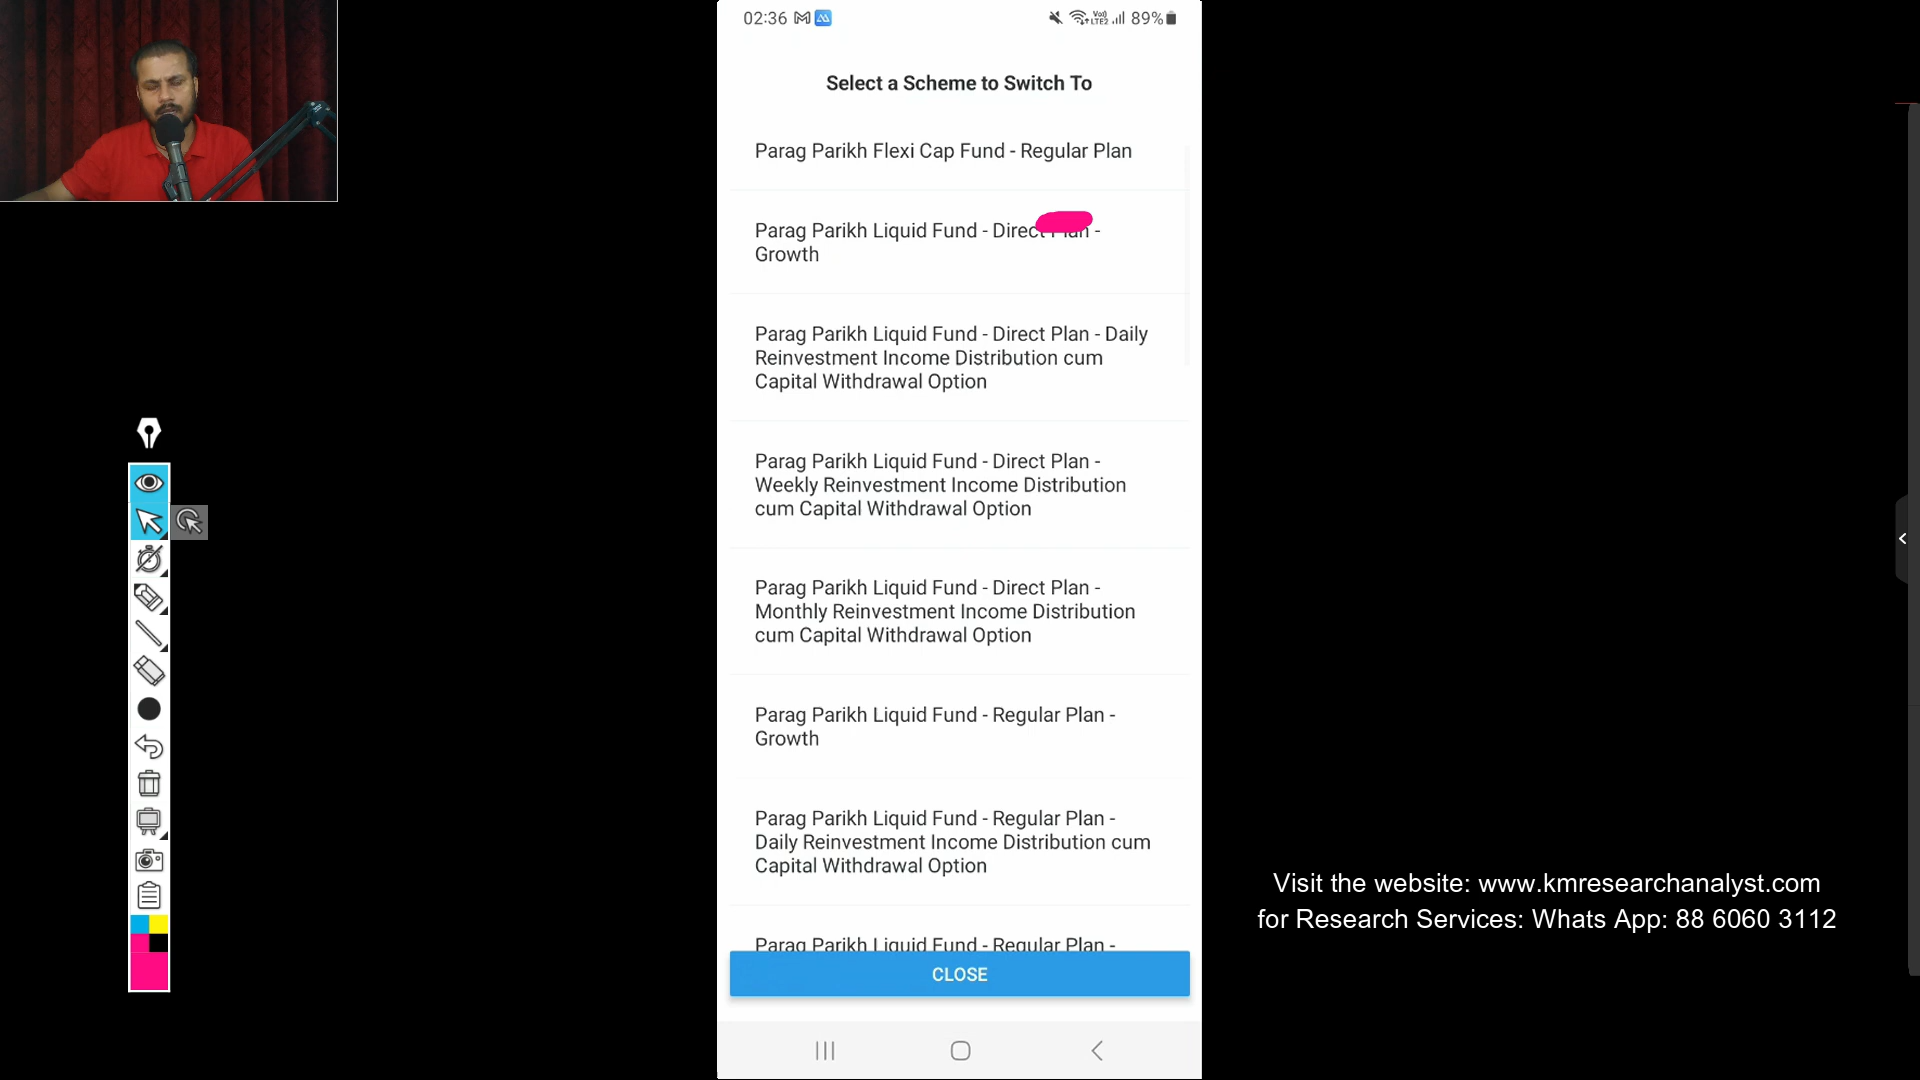 02:36
Vo)
LTE2
89%
Select a Scheme to Switch To
Parag Parikh Flexi Cap Fund - Regular Plan
Parag Parikh Liquid Fund - Direct Plan -
Growth
Parag Parikh Liquid Fund - Direct Plan - Daily
Reinvestment Income Distribution cum
Capital Withdrawal Option
Parag Parikh Liquid Fund - Direct Plan -
Weekly Reinvestment Income Distribution
cum Capital Withdrawal Option
Parag Parikh Liquid Fund - Direct Plan -
Monthly Reinvestment Income Distribution
cum Capital Withdrawal Option
Parag Parikh Liquid Fund - Regular Plan -
Growth
Parag Parikh Liquid Fund - Regular Plan -
Daily Reinvestment Income Distribution cum
Capital Withdrawal Option
Parag Parikh Liquid Fund - Regular Plan -
CLOSE
Visit the website: www.kmresearchanalyst.com
for Research Services: Whats App: 88 6060 3112